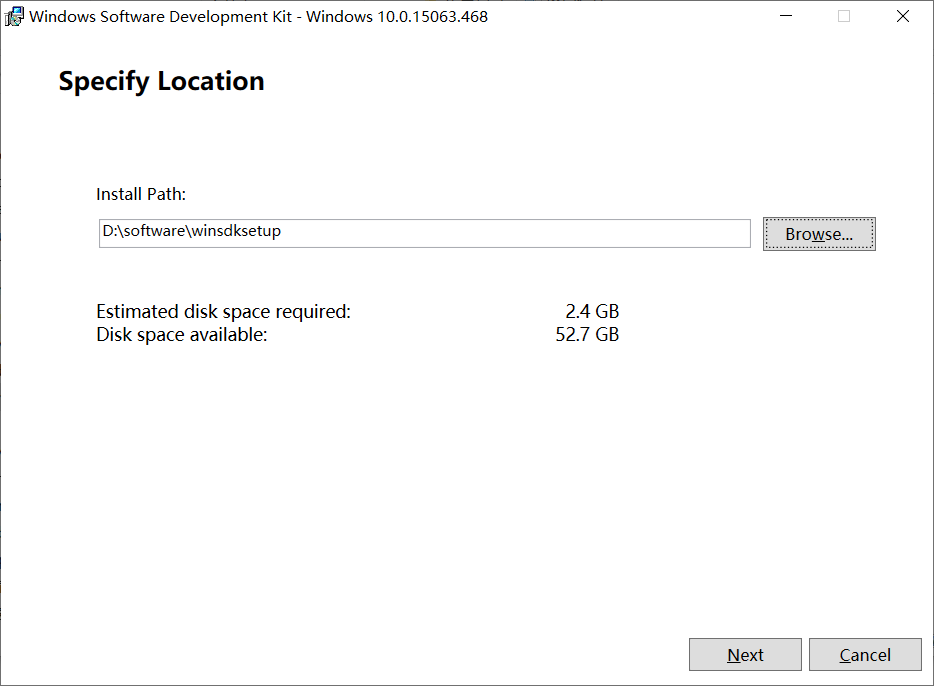 Windows Software Development Kit - Windows 10.0.15063.468
Specify Location
Install Path:
D:\software\winsdksetup
Browse...
Estimated disk space required: 2.4 GB
Disk space available: 52.7 GB
Next Cancel